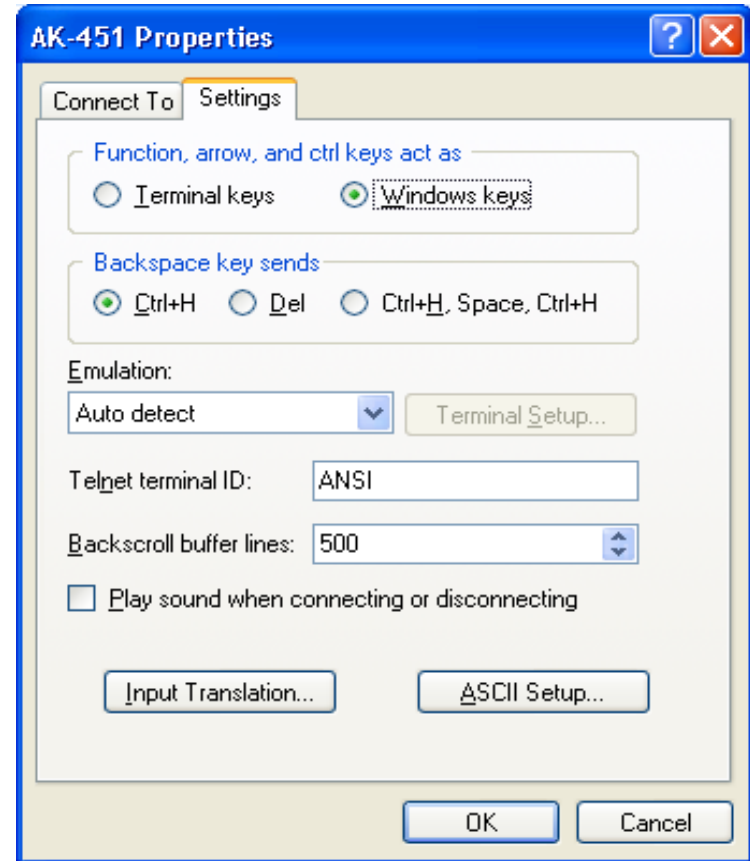 AK-451 Properties
Connect To Settings
Function, arrow, and ctrl keys act as
Terminal keys Windows keys
Backspace key sends
Ctrl+H Del Ctrl+H, Space, Ctrl+H
Emulation:
Auto detect Terminal Setup...
Telnet terminal ID: ANSI
Backscroll buffer lines: 500
Play sound when connecting or disconnecting
Input Translation... ASCII Setup...
OK Cancel